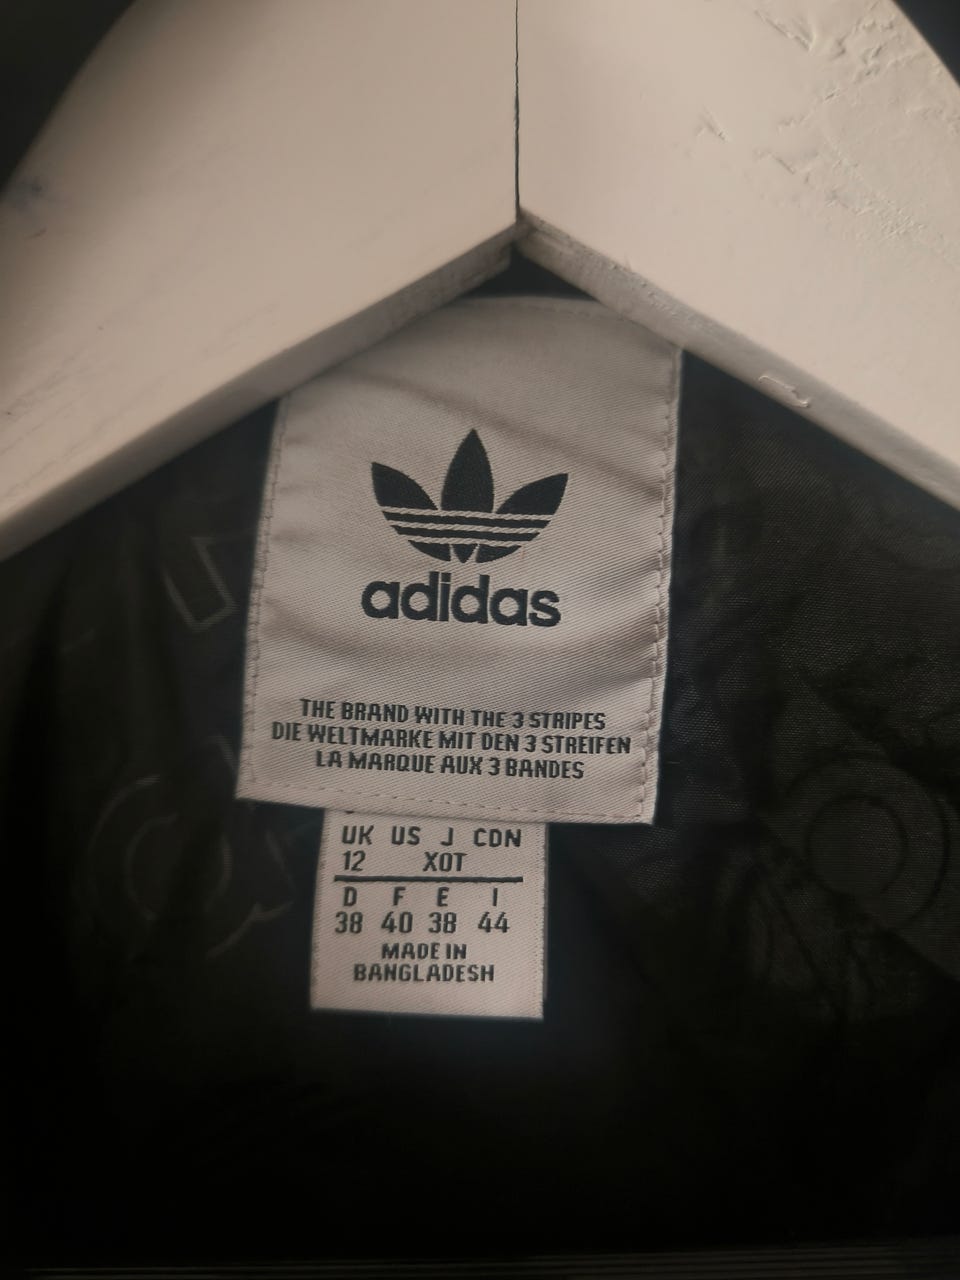 adidas
THE BRAND WITH THE 3 STRIPES
DIE WELTMARKE MIT DEN 3 STREIFEN
LA MARQUE AUX 3 BANDES
UK US J CDN
12 XOT
D F E I
38 40 38 44
MADE IN
BANGLADESH